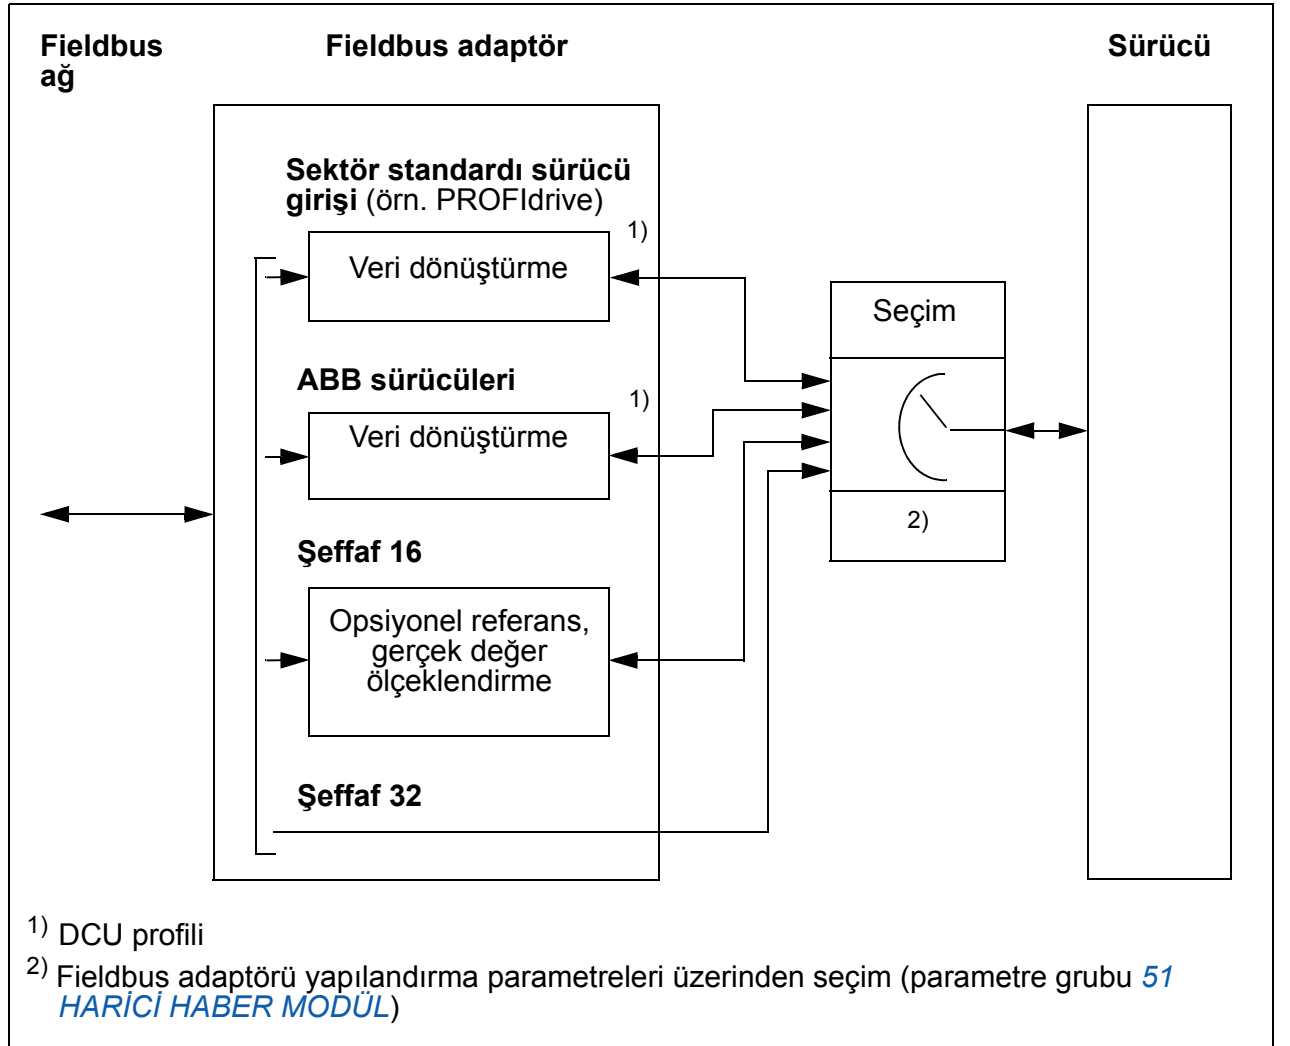 Fieldbus
ağ
Fieldbus adaptör
Sürücü
Sektör standardı sürücü
girişi (örn. PROFIdrive)
1)
Veri dönüştürme
Seçim
ABB sürücüleri
1)
Veri dönüştürme
2)
Şeffaf 16
Opsiyonel referans,
gerçek değer
ölçeklendirme
Şeffaf 32
1) DCU profili
2) Fieldbus adaptörü yapılandırma parametreleri üzerinden seçim (parametre grubu 51
HARİCİ HABER MODÜL)